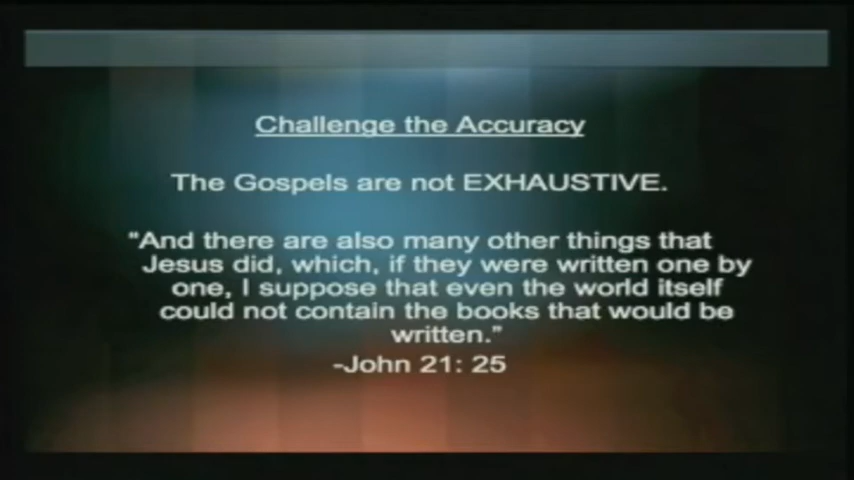 Challenge the Accuracy
The Gospels are not EXHAUSTIVE.
"And there are also many other things that
Jesus did, which, if they were written one by
one, I suppose that even the world itself
could not contain the books that would be
written."
-John 21: 25